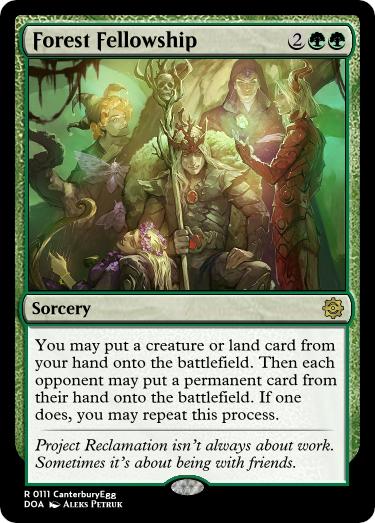 Forest Fellowship 2
Sorcery
You may put a creature or land card from
your hand onto the battlefield. Then each
opponent may put a permanent card from
their hand onto the battlefield. If one
does, you may repeat this process.
Project Reclamation isn't always about work.
Sometimes it's about being with friends.
R 0111 CanterburyEgg
DOA Aleks Petruk